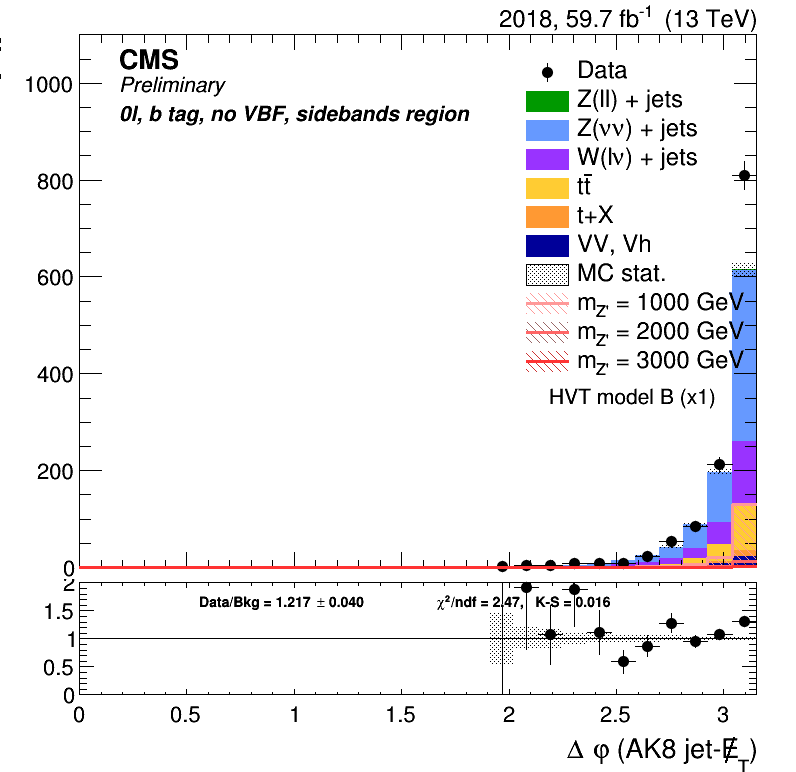 2018, 59.7 fb⁻¹ (13 TeV)
CMS
Preliminary
0l, b tag, no VBF, sidebands region
Data
Z(ll) + jets
Z(νν) + jets
W(lν) + jets
tt̄
t+X
VV, Vh
MC stat.
m_Z' = 1000 GeV
m_Z' = 2000 GeV
m_Z' = 3000 GeV
HVT model B (x1)
1000
800
600
400
200
0
Data/Bkg = 1.217 ± 0.040
χ²/ndf = 2.47, K-S = 0.016
2
1.5
1
0.5
0
0 0.5 1 1.5 2 2.5 3
Δ φ (AK8 jet-E̸_T)